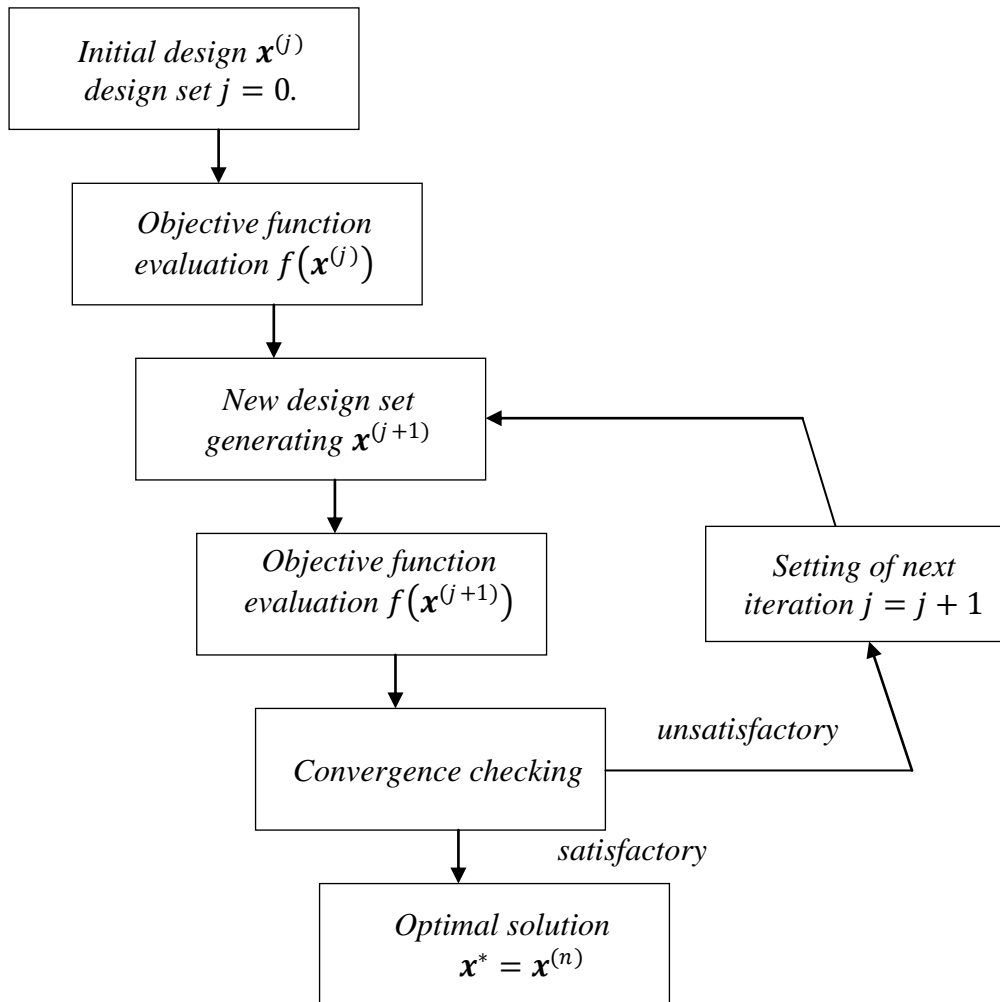 Initial design 𝒙⁽ʲ⁾
design set j = 0.
Objective function
evaluation f(𝒙⁽ʲ⁾)
New design set
generating 𝒙⁽ʲ⁺¹⁾
Objective function
evaluation f(𝒙⁽ʲ⁺¹⁾)
Setting of next
iteration j = j + 1
unsatisfactory
Convergence checking
satisfactory
Optimal solution
𝒙* = 𝒙⁽ⁿ⁾